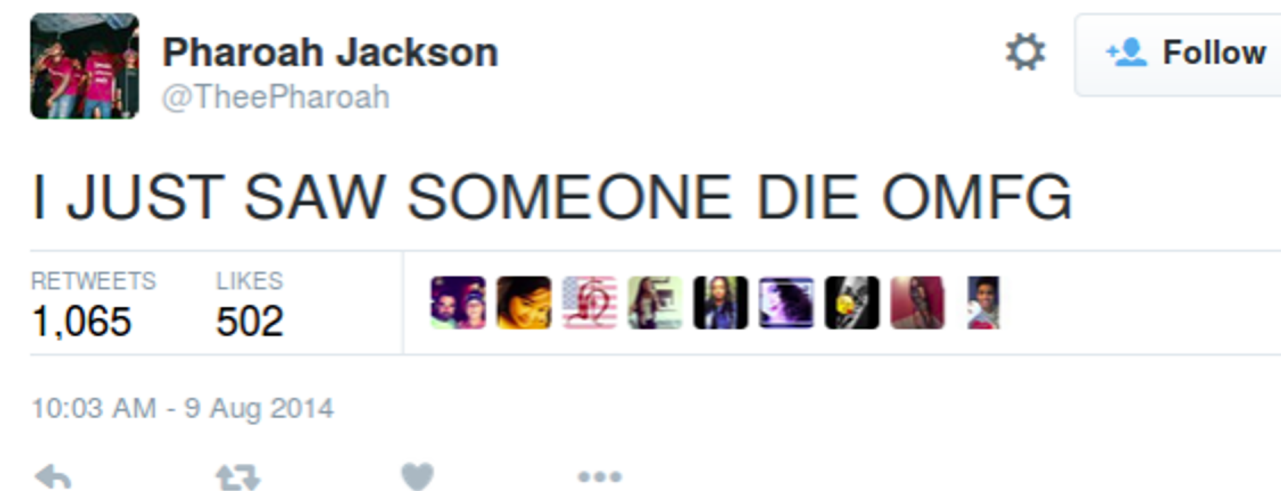 Pharoah Jackson
@TheePharoah
Follow
I JUST SAW SOMEONE DIE OMFG
RETWEETS LIKES
1,065 502
10:03 AM - 9 Aug 2014